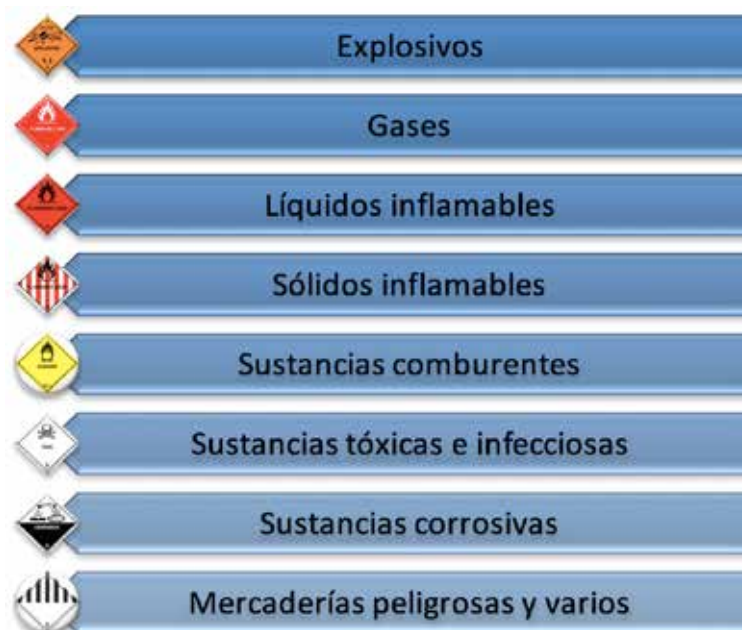 Explosivos
Gases
Líquidos inflamables
Sólidos inflamables
Sustancias comburentes
Sustancias tóxicas e infecciosas
Sustancias corrosivas
Mercaderías peligrosas y varios